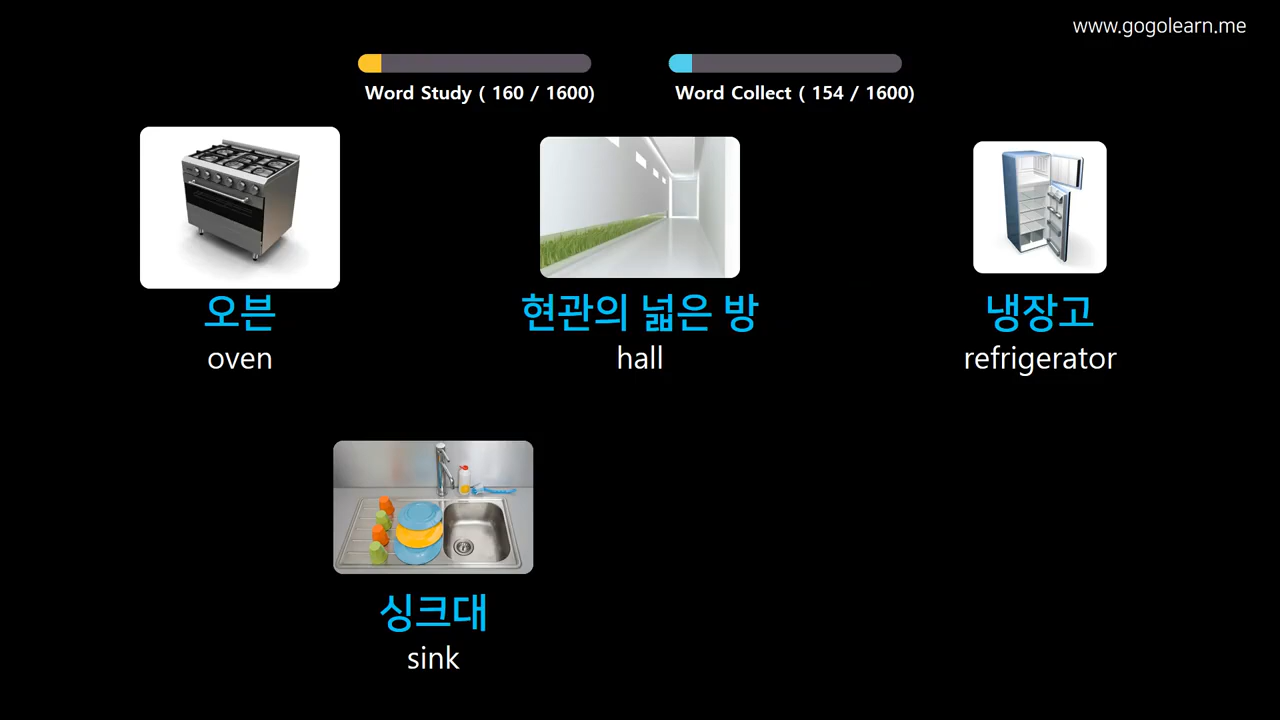 www.gogolearn.me
Word Study ( 160 / 1600)
Word Collect ( 154 / 1600)
오븐
oven
현관의 넓은 방
hall
냉장고
refrigerator
싱크대
sink